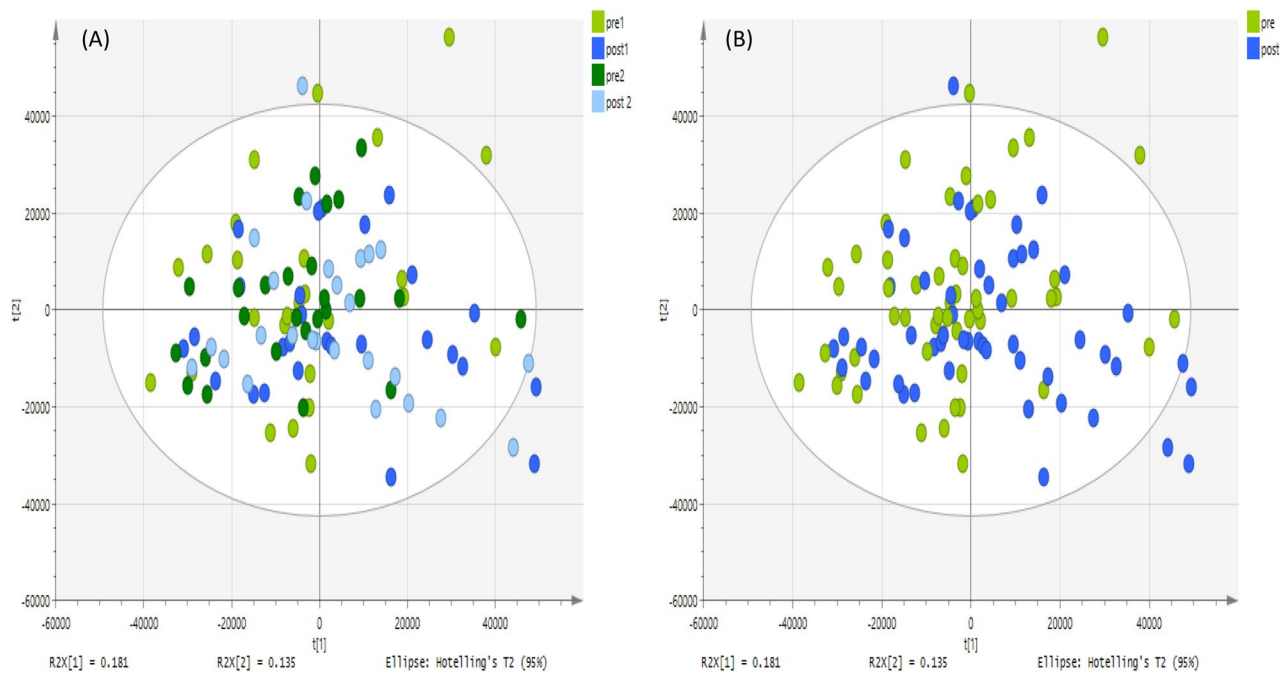 (A)
pre1
post1
pre2
post 2
40000
20000
0
-20000
-40000
-60000
t[2]
-60000 -40000 -20000 0 20000 40000
t[1]
R2X[1] = 0.181 R2X[2] = 0.135 Ellipse: Hotelling's T2 (95%)
(B)
pre
post
40000
20000
0
-20000
-40000
-60000
t[2]
-60000 -40000 -20000 0 20000 40000
t[1]
R2X[1] = 0.181 R2X[2] = 0.135 Ellipse: Hotelling's T2 (95%)